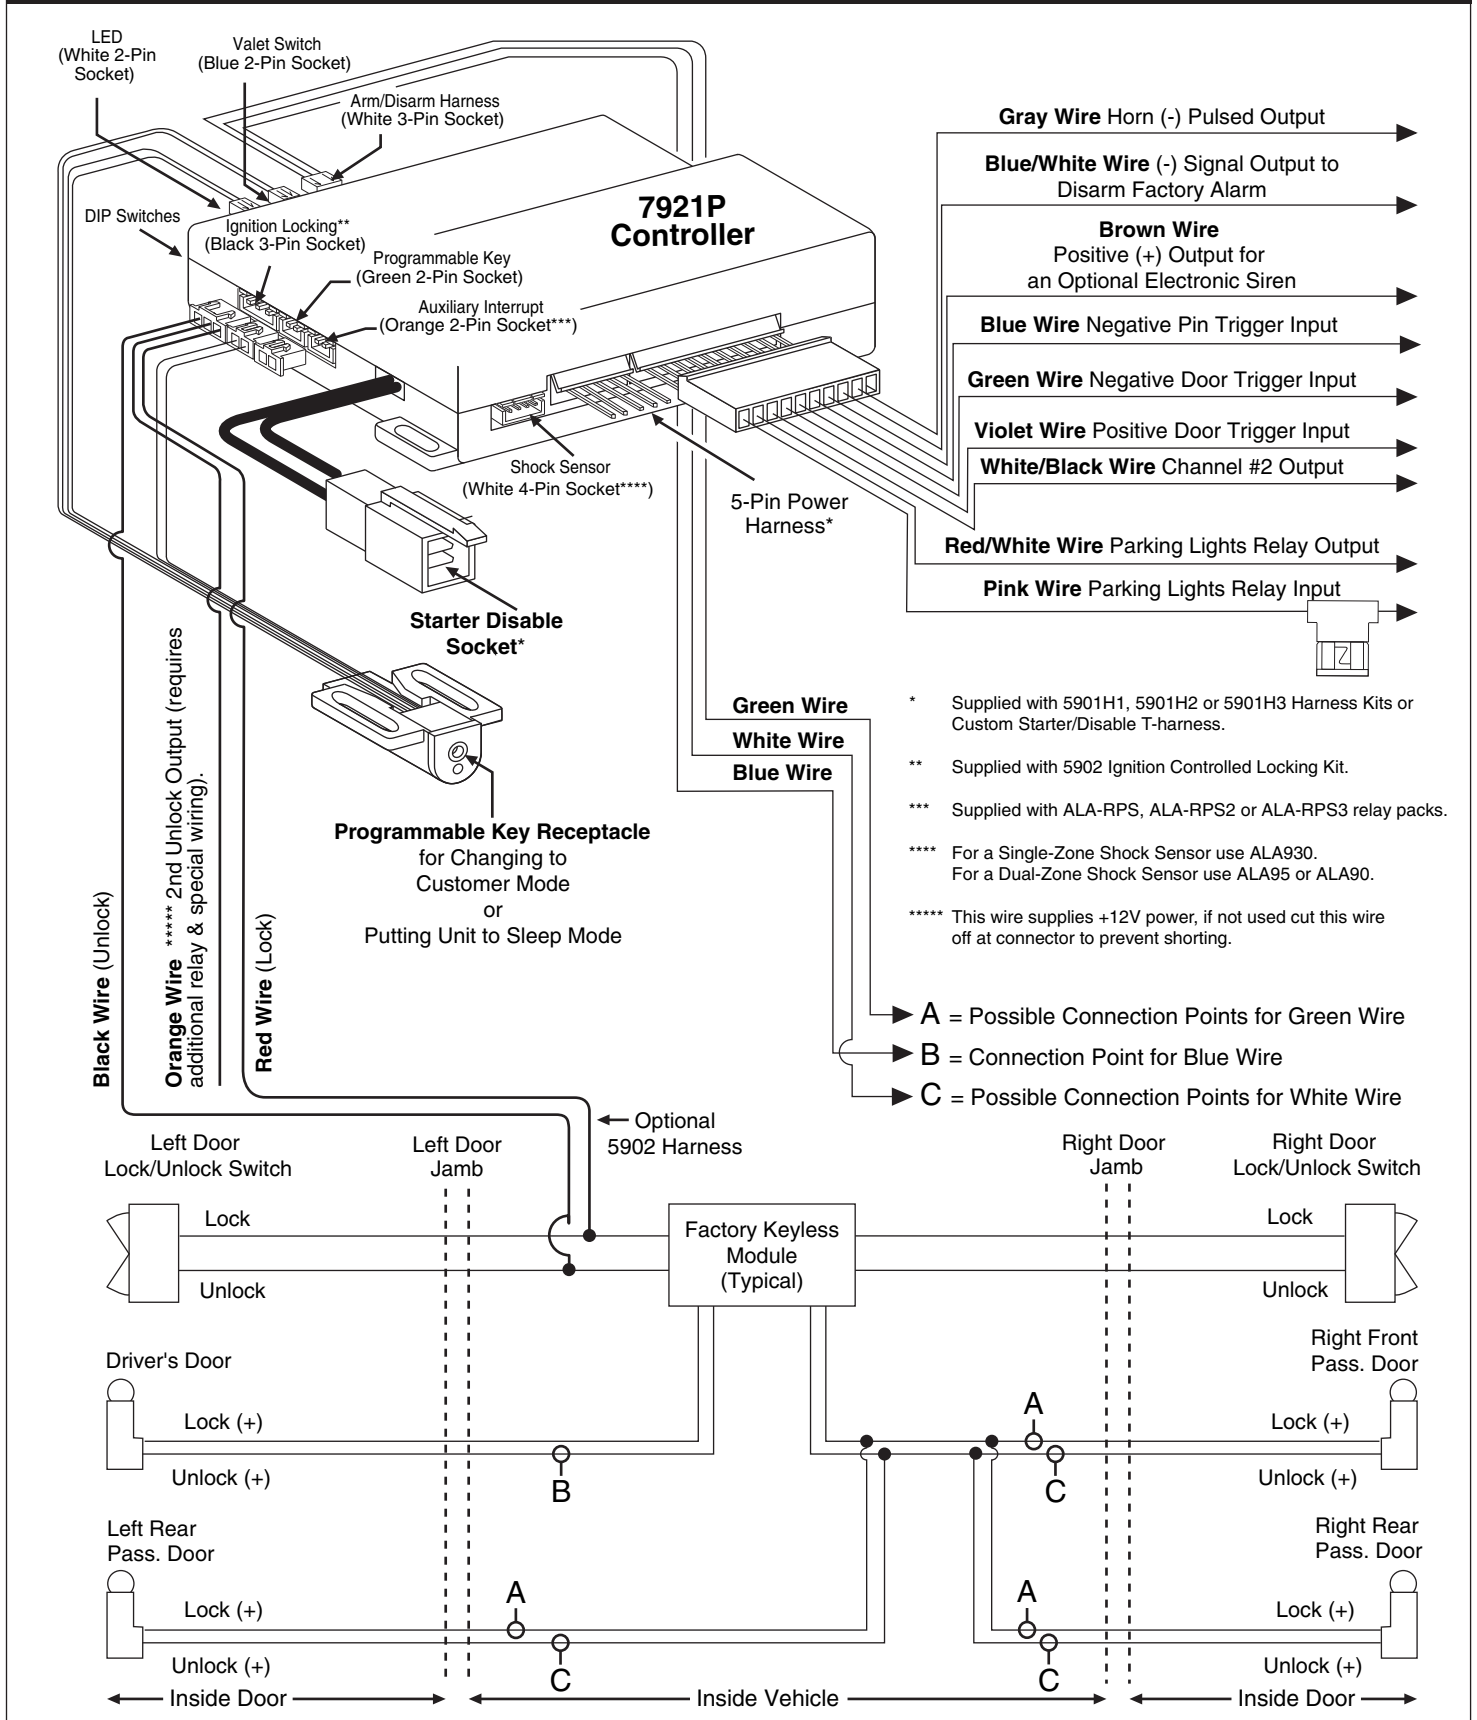 LED
(White 2-Pin
Socket)
Valet Switch
(Blue 2-Pin Socket)
Arm/Disarm Harness
(White 3-Pin Socket)
DIP Switches
Ignition Locking**
(Black 3-Pin Socket)
Programmable Key
(Green 2-Pin Socket)
Auxiliary Interrupt
(Orange 2-Pin Socket***)
7921P
Controller
Gray Wire Horn (-) Pulsed Output
Blue/White Wire (-) Signal Output to
Disarm Factory Alarm
Brown Wire
Positive (+) Output for
an Optional Electronic Siren
Blue Wire Negative Pin Trigger Input
Green Wire Negative Door Trigger Input
Violet Wire Positive Door Trigger Input
White/Black Wire Channel #2 Output
Red/White Wire Parking Lights Relay Output
Pink Wire Parking Lights Relay Input
Shock Sensor
(White 4-Pin Socket****)
5-Pin Power
Harness*
Starter Disable
Socket*
Programmable Key Receptacle
for Changing to
Customer Mode
or
Putting Unit to Sleep Mode
Green Wire
White Wire
Blue Wire
* Supplied with 5901H1, 5901H2 or 5901H3 Harness Kits or
Custom Starter/Disable T-harness.
** Supplied with 5902 Ignition Controlled Locking Kit.
*** Supplied with ALA-RPS, ALA-RPS2 or ALA-RPS3 relay packs.
**** For a Single-Zone Shock Sensor use ALA930.
For a Dual-Zone Shock Sensor use ALA95 or ALA90.
***** This wire supplies +12V power, if not used cut this wire
off at connector to prevent shorting.
Black Wire (Unlock)
Orange Wire ***** 2nd Unlock Output (requires
additional relay & special wiring).
Red Wire (Lock)
A = Possible Connection Points for Green Wire
B = Connection Point for Blue Wire
C = Possible Connection Points for White Wire
Optional
5902 Harness
Left Door
Lock/Unlock Switch
Left Door
Jamb
Right Door
Jamb
Right Door
Lock/Unlock Switch
Lock
Unlock
Factory Keyless
Module
(Typical)
Lock
Unlock
Driver's Door
Lock (+)
Unlock (+)
B
A
C
Right Front
Pass. Door
Lock (+)
Unlock (+)
Left Rear
Pass. Door
Lock (+)
Unlock (+)
A
C
A
C
Right Rear
Pass. Door
Lock (+)
Unlock (+)
Inside Door
Inside Vehicle
Inside Door